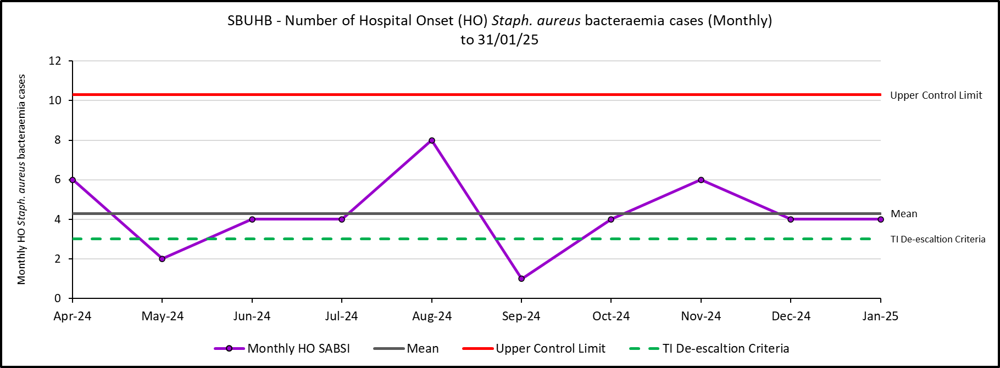 SBUHB - Number of Hospital Onset (HO) Staph. aureus bacteraemia cases (Monthly)
to 31/01/25
Monthly HO Staph. aureus bacteraemia cases
12
10
8
6
4
2
0
Upper Control Limit
Mean
TI De-escaltion Criteria
Apr-24
May-24
Jun-24
Jul-24
Aug-24
Sep-24
Oct-24
Nov-24
Dec-24
Jan-25
Monthly HO SABSI
Mean
Upper Control Limit
TI De-escaltion Criteria